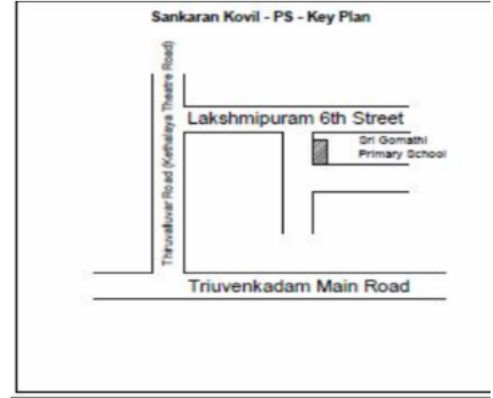 Sankaran Kovil - PS - Key Plan
Thiruvalluvar Road (Kethalaya Theatre Road)
Lakshmipuram 6th Street
Sri Gomathi
Primary School
Triuvenkadam Main Road